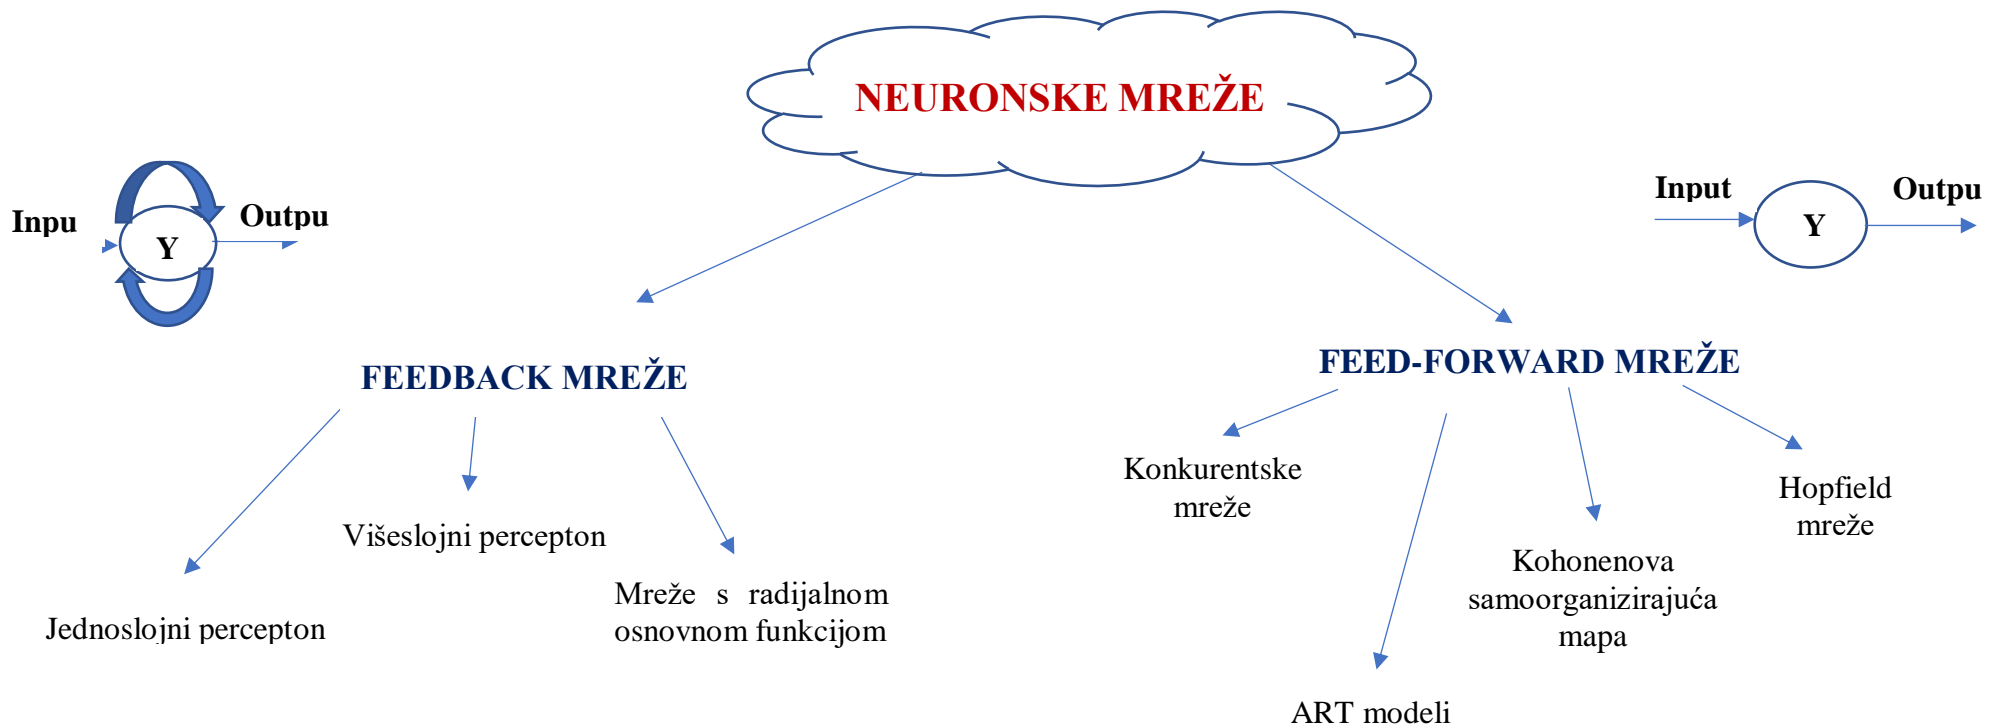 NEURONSKE MREŽE
Inpu
Y
Outpu
Input
Y
Outpu
FEEDBACK MREŽE
FEED-FORWARD MREŽE
Jednoslojni percepton
Višeslojni percepton
Mreže s radijalnom
osnovnom funkcijom
Konkurentske
mreže
ART modeli
Kohonenova
samoorganizirajuća
mapa
Hopfield
mreže